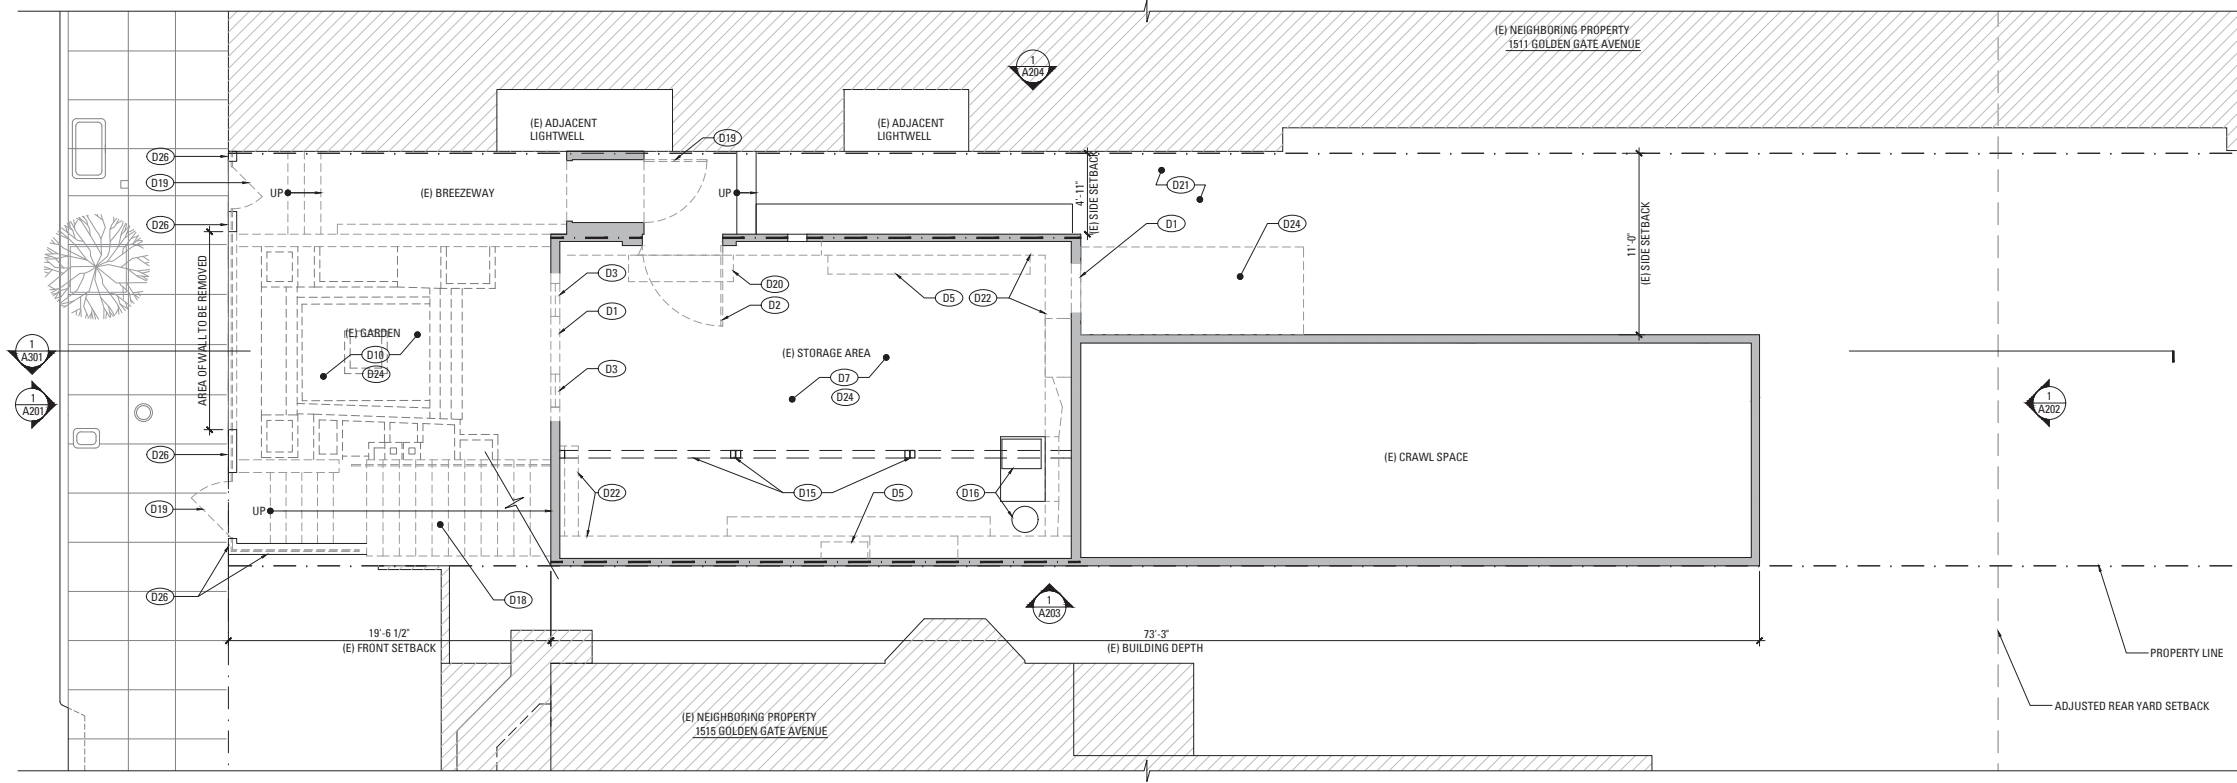 (E) NEIGHBORING PROPERTY
1511 GOLDEN GATE AVENUE
1
A204
(E) ADJACENT
LIGHTWELL
(E) ADJACENT
LIGHTWELL
D19
D26
D19
UP
(E) BREEZEWAY
UP
4'-11"
(E) SIDE SETBACK
D21
D26
D1
D24
11'-0"
(E) SIDE SETBACK
D3
D20
D5
D22
D2
D1
AREA OF WALL TO BE REMOVED
(E) GARDEN
D10
D24
1
A301
1
A201
D3
(E) STORAGE AREA
D7
D24
1
A202
D26
(E) CRAWL SPACE
D22
D15
D5
D16
D19
UP
D26
D18
1
A203
19'-6 1/2"
(E) FRONT SETBACK
73'-3"
(E) BUILDING DEPTH
PROPERTY LINE
ADJUSTED REAR YARD SETBACK
(E) NEIGHBORING PROPERTY
1515 GOLDEN GATE AVENUE